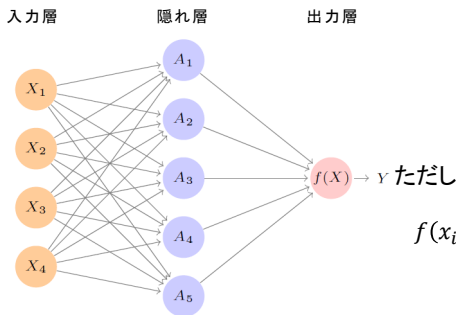 入力層 隠れ層 出力層
A₁
X₁
A₂
X₂
A₃
f(X)
Y ただし
X₃
A₄
f(x_i
X₄
A₅